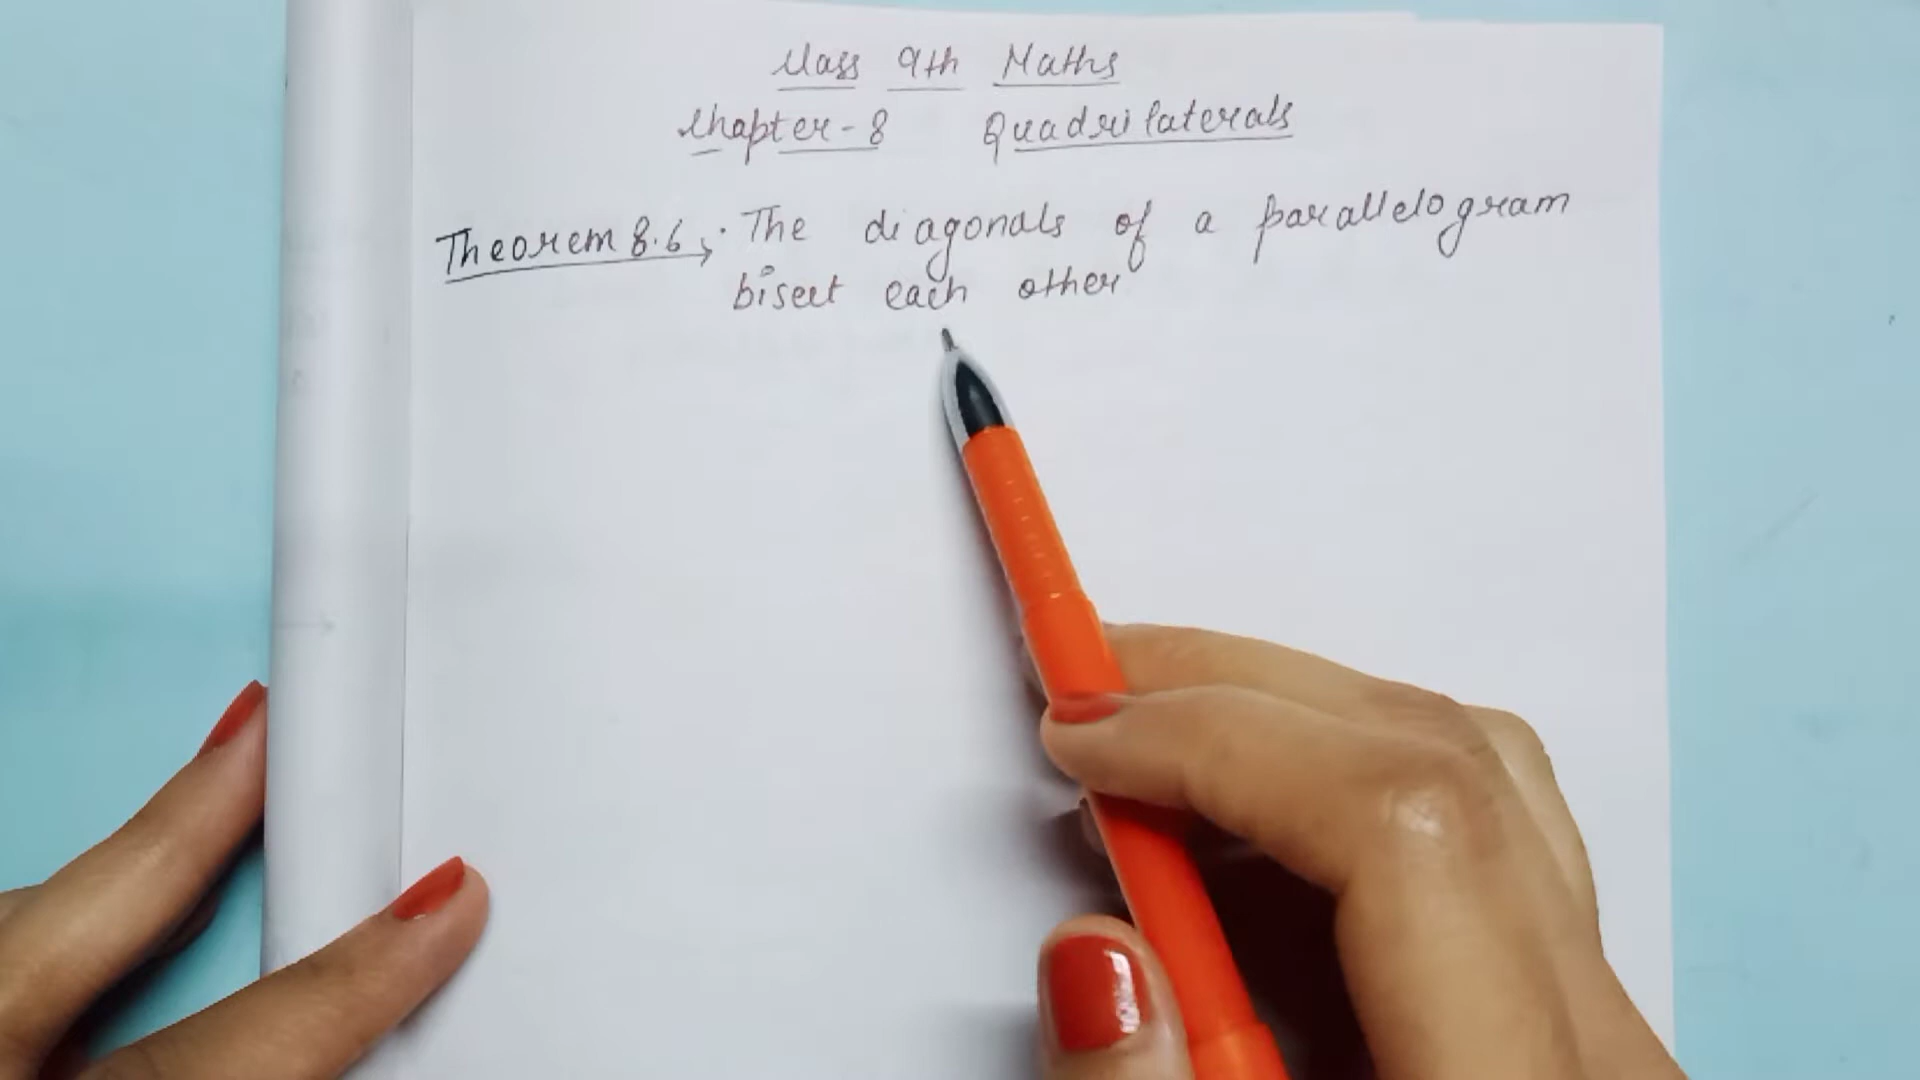 Class 9th Maths
Chapter-8 Quadrilaterals
Theorem 8.6 → The diagonals of a parallelogram
bisect each other